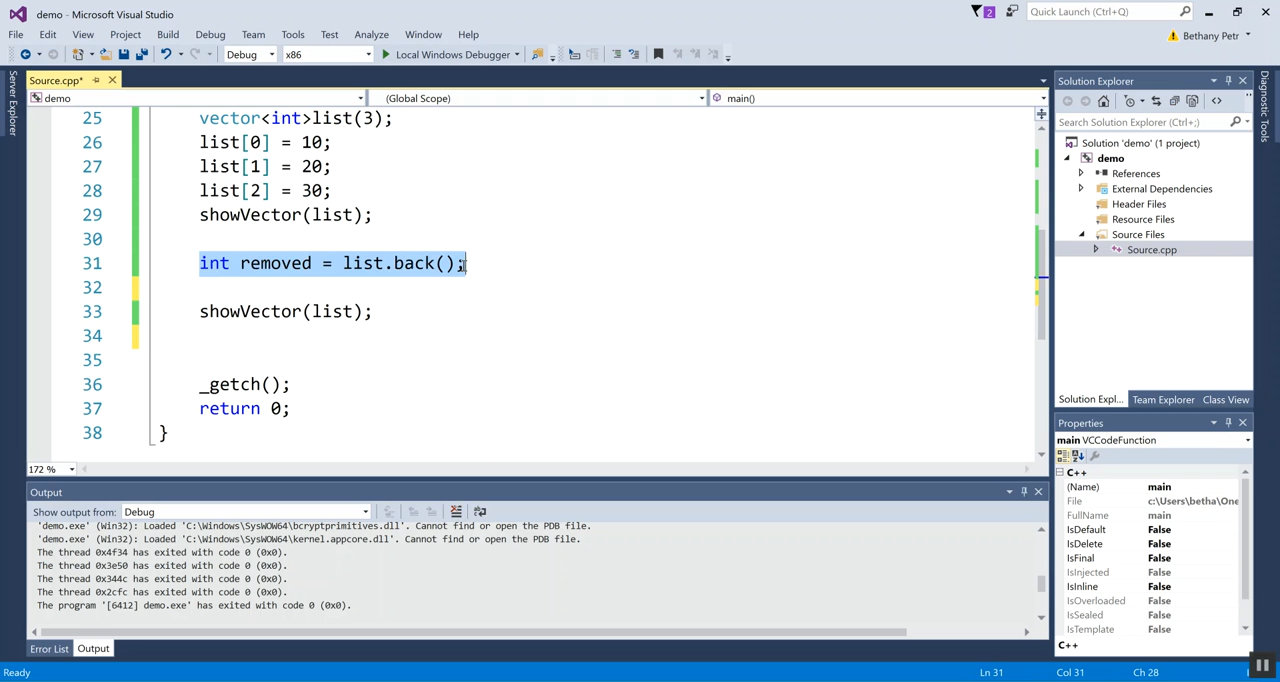 demo - Microsoft Visual Studio
2
Quick Launch (Ctrl+Q)
File Edit View Project Build Debug Team Tools Test Analyze Window Help
Bethany Petr
Debug x86 Local Windows Debugger
Server Explorer
Source.cpp*
demo (Global Scope) main()
25 vector<int>list(3);
26 list[0] = 10;
27 list[1] = 20;
28 list[2] = 30;
29 showVector(list);
30
31 int removed = list.back();
32
33 showVector(list);
34
35
36 _getch();
37 return 0;
38 }
172 %
Output
Show output from: Debug
'demo.exe' (Win32): Loaded 'C:\Windows\SysWOW64\bcryptprimitives.dll'. Cannot find or open the PDB file.
'demo.exe' (Win32): Loaded 'C:\Windows\SysWOW64\kernel.appcore.dll'. Cannot find or open the PDB file.
The thread 0x4f34 has exited with code 0 (0x0).
The thread 0x3e50 has exited with code 0 (0x0).
The thread 0x344c has exited with code 0 (0x0).
The thread 0x2cfc has exited with code 0 (0x0).
The program '[6412] demo.exe' has exited with code 0 (0x0).
Error List Output
Solution Explorer
Search Solution Explorer (Ctrl+;)
Solution 'demo' (1 project)
demo
References
External Dependencies
Header Files
Resource Files
Source Files
Source.cpp
Solution Expl... Team Explorer Class View
Diagnostic Tools
Properties
main VCCodeFunction
C++
(Name) main
File c:\Users\betha\One
FullName main
IsDefault False
IsDelete False
IsFinal False
IsInjected False
IsInline False
IsOverloaded False
IsSealed False
IsTemplate False
C++
Ready Ln 31 Col 31 Ch 28